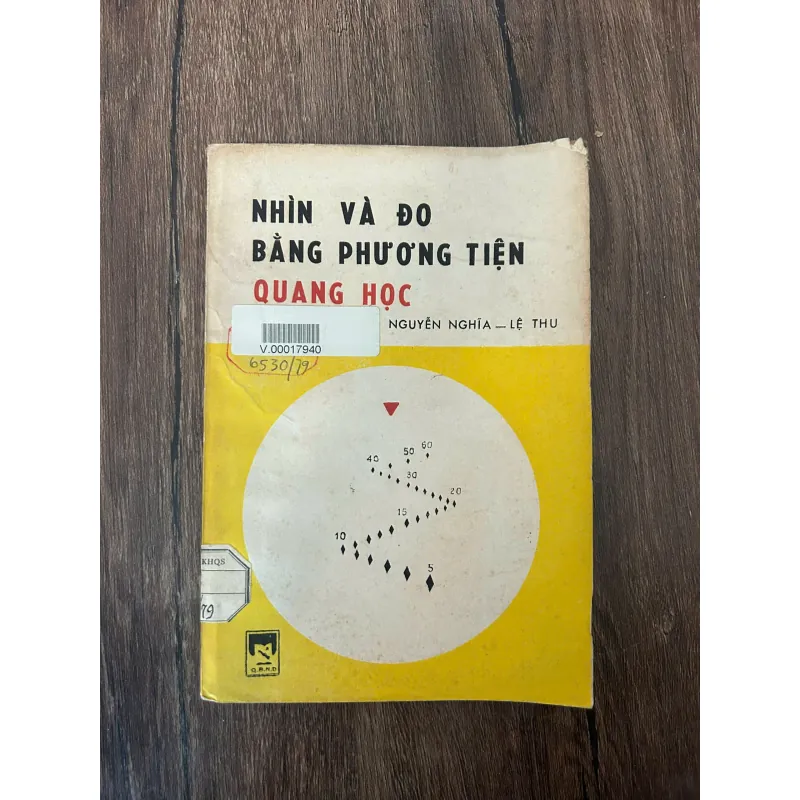 NHÌN VÀ ĐO
BẰNG PHƯƠNG TIỆN
QUANG HỌC
NGUYỄN NGHĨA — LỆ THU
V.00017940
6530/79
60
50
40
30
20
15
10
5
KHQS
79
Q.Đ.N.D